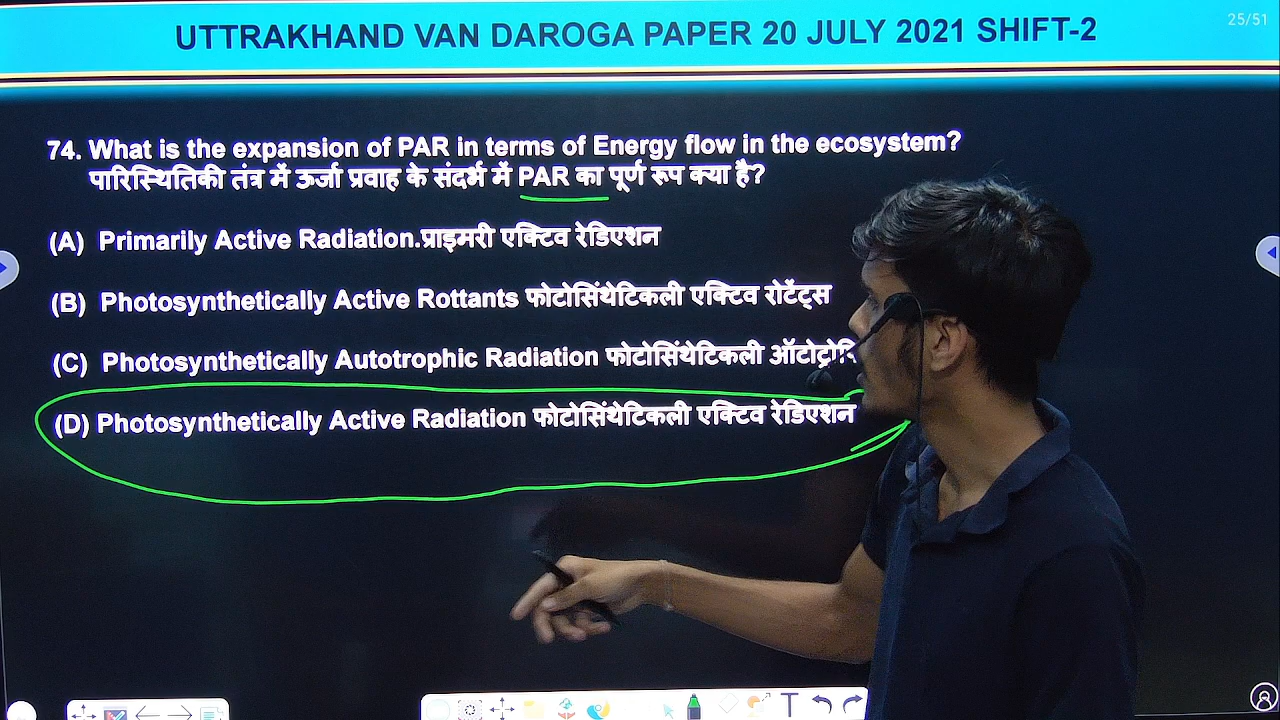 UTTRAKHAND VAN DAROGA PAPER 20 JULY 2021 SHIFT-2
25/51
74. What is the expansion of PAR in terms of Energy flow in the ecosystem?
पारिस्थितिकी तंत्र में ऊर्जा प्रवाह के संदर्भ में PAR का पूर्ण रूप क्या है?
(A) Primarily Active Radiation.प्राइमरी एक्टिव रेडिएशन
(B) Photosynthetically Active Rottants फोटोसिंथेटिकली एक्टिव रोटेंट्स
(C) Photosynthetically Autotrophic Radiation फोटोसिंथेटिकली
(D) Photosynthetically Active Radiation फोटोसिंथेटिकली एक्टिव रेडिएशन
T